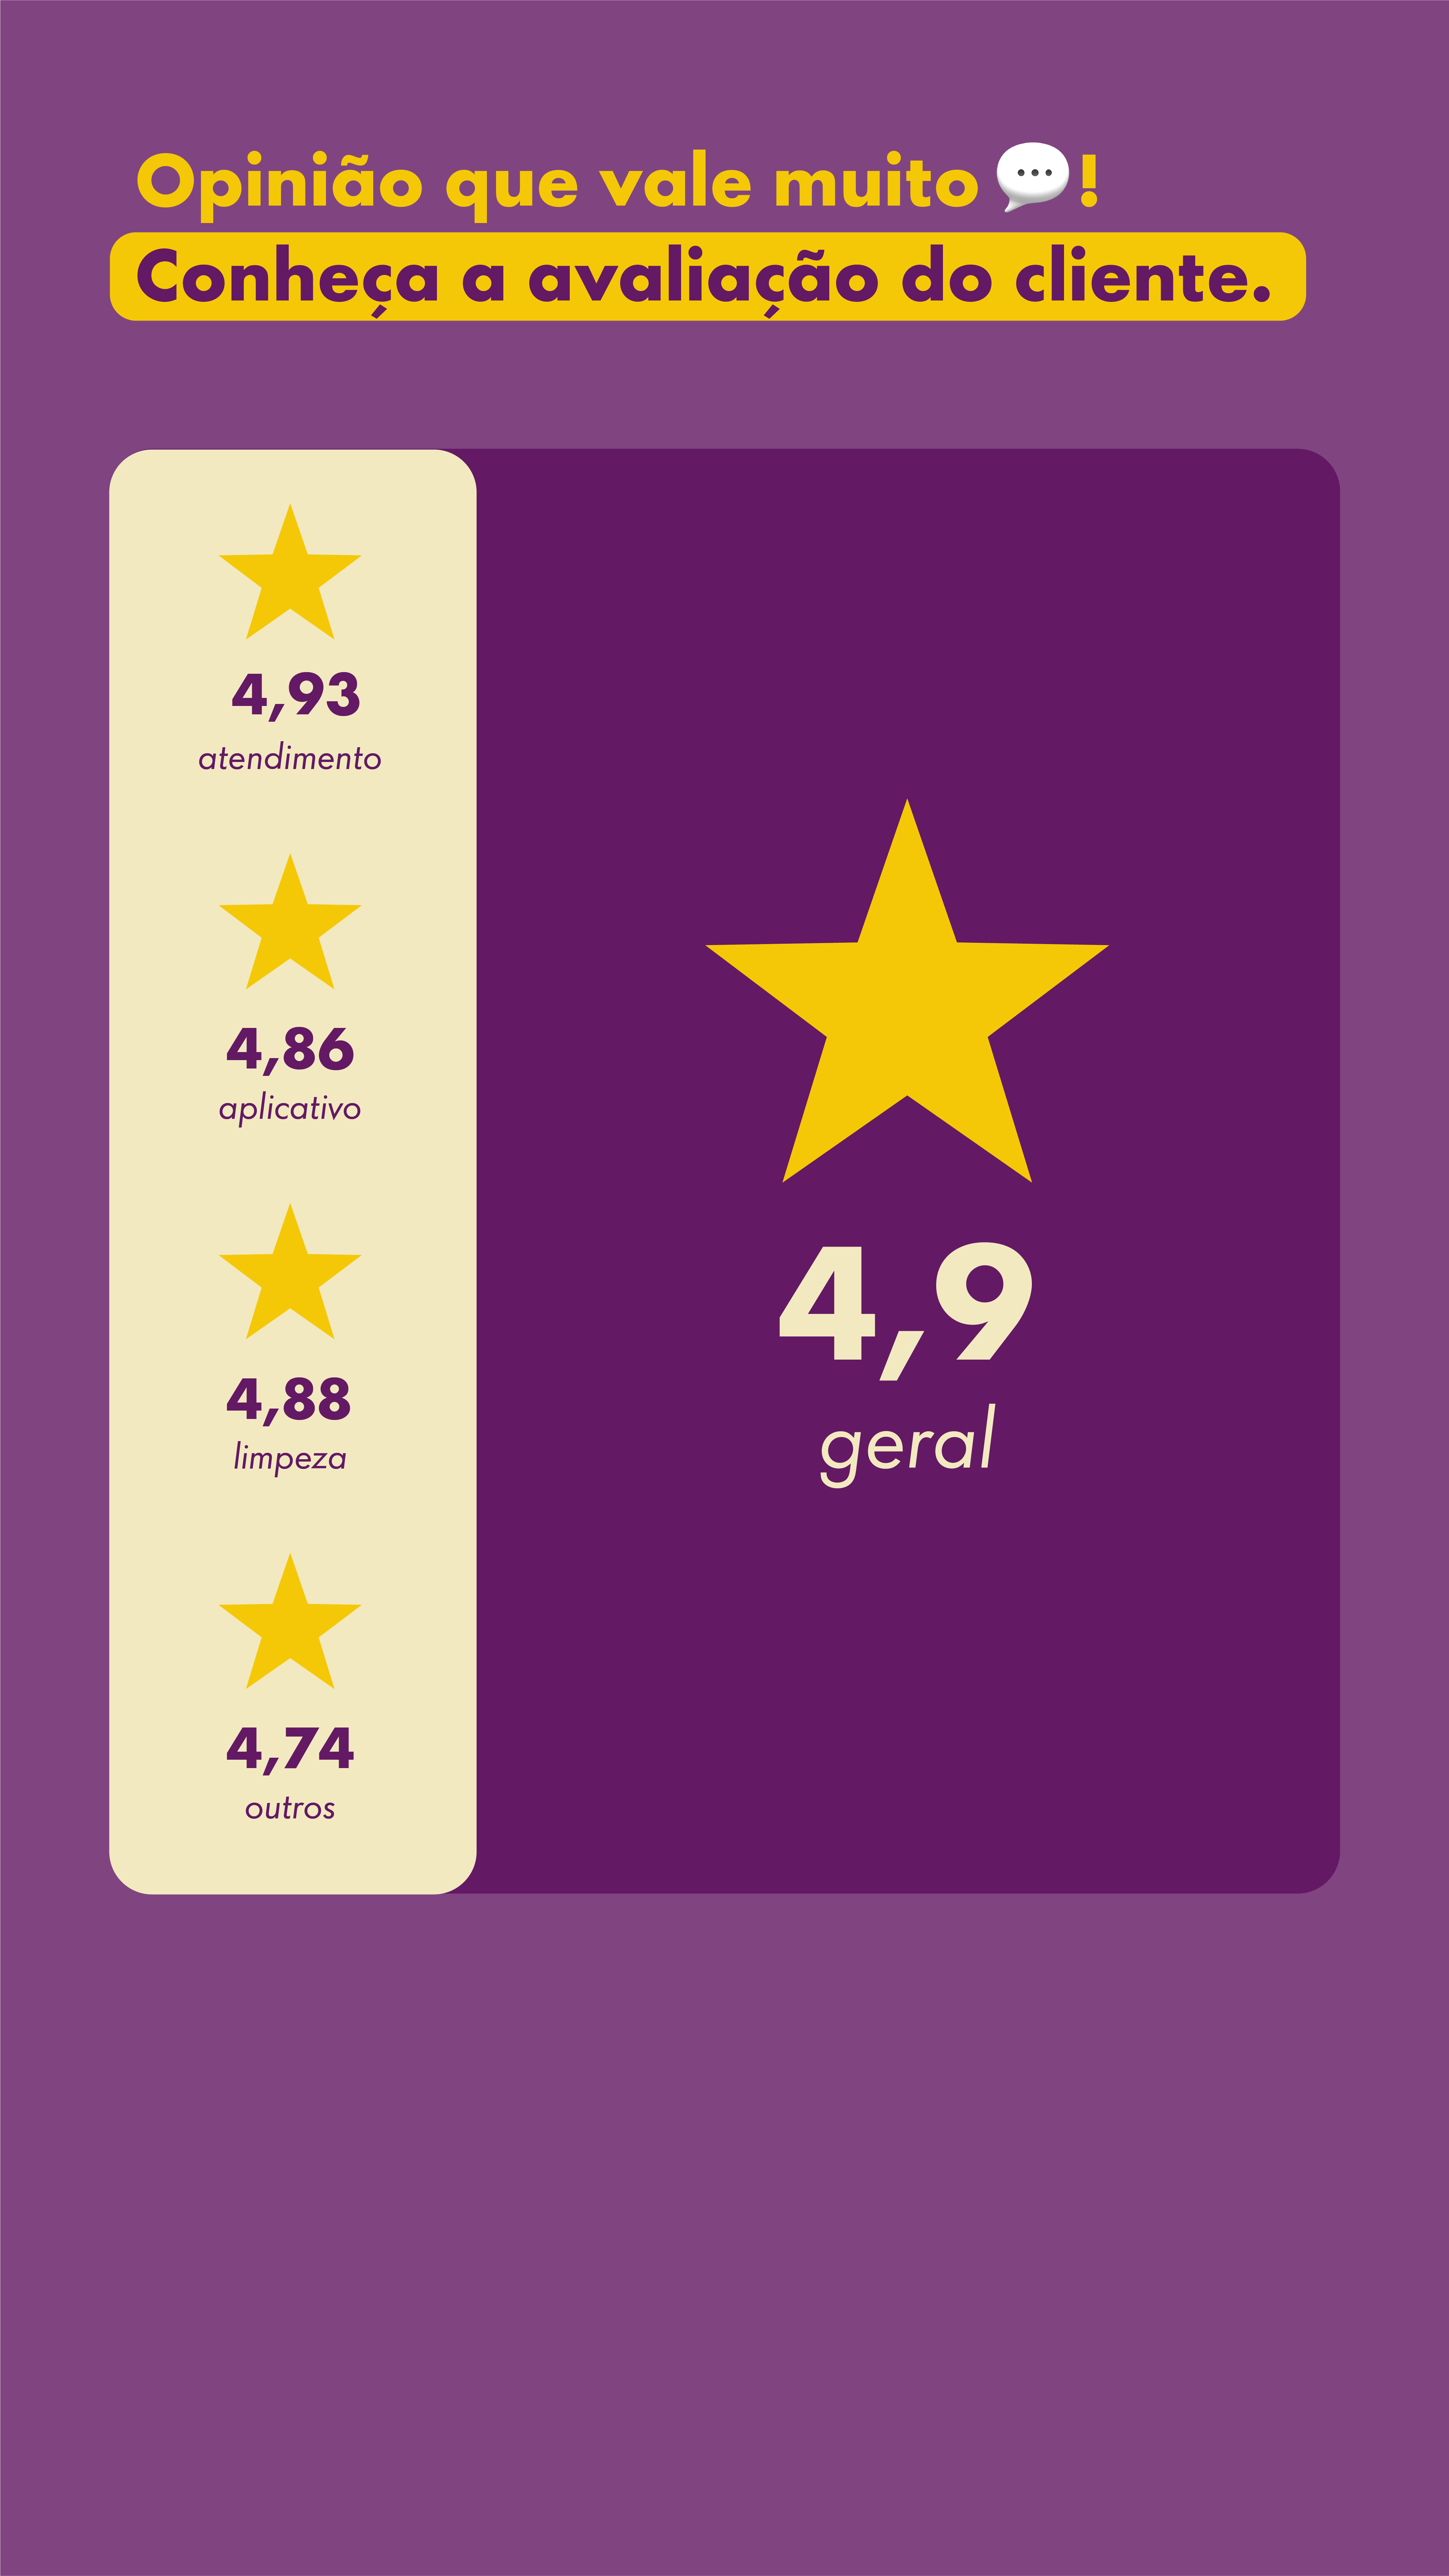 Opinião que vale muito 💬!
Conheça a avaliação do cliente.
4,93
atendimento
4,86
aplicativo
4,88
limpeza
4,74
outros
4,9
geral